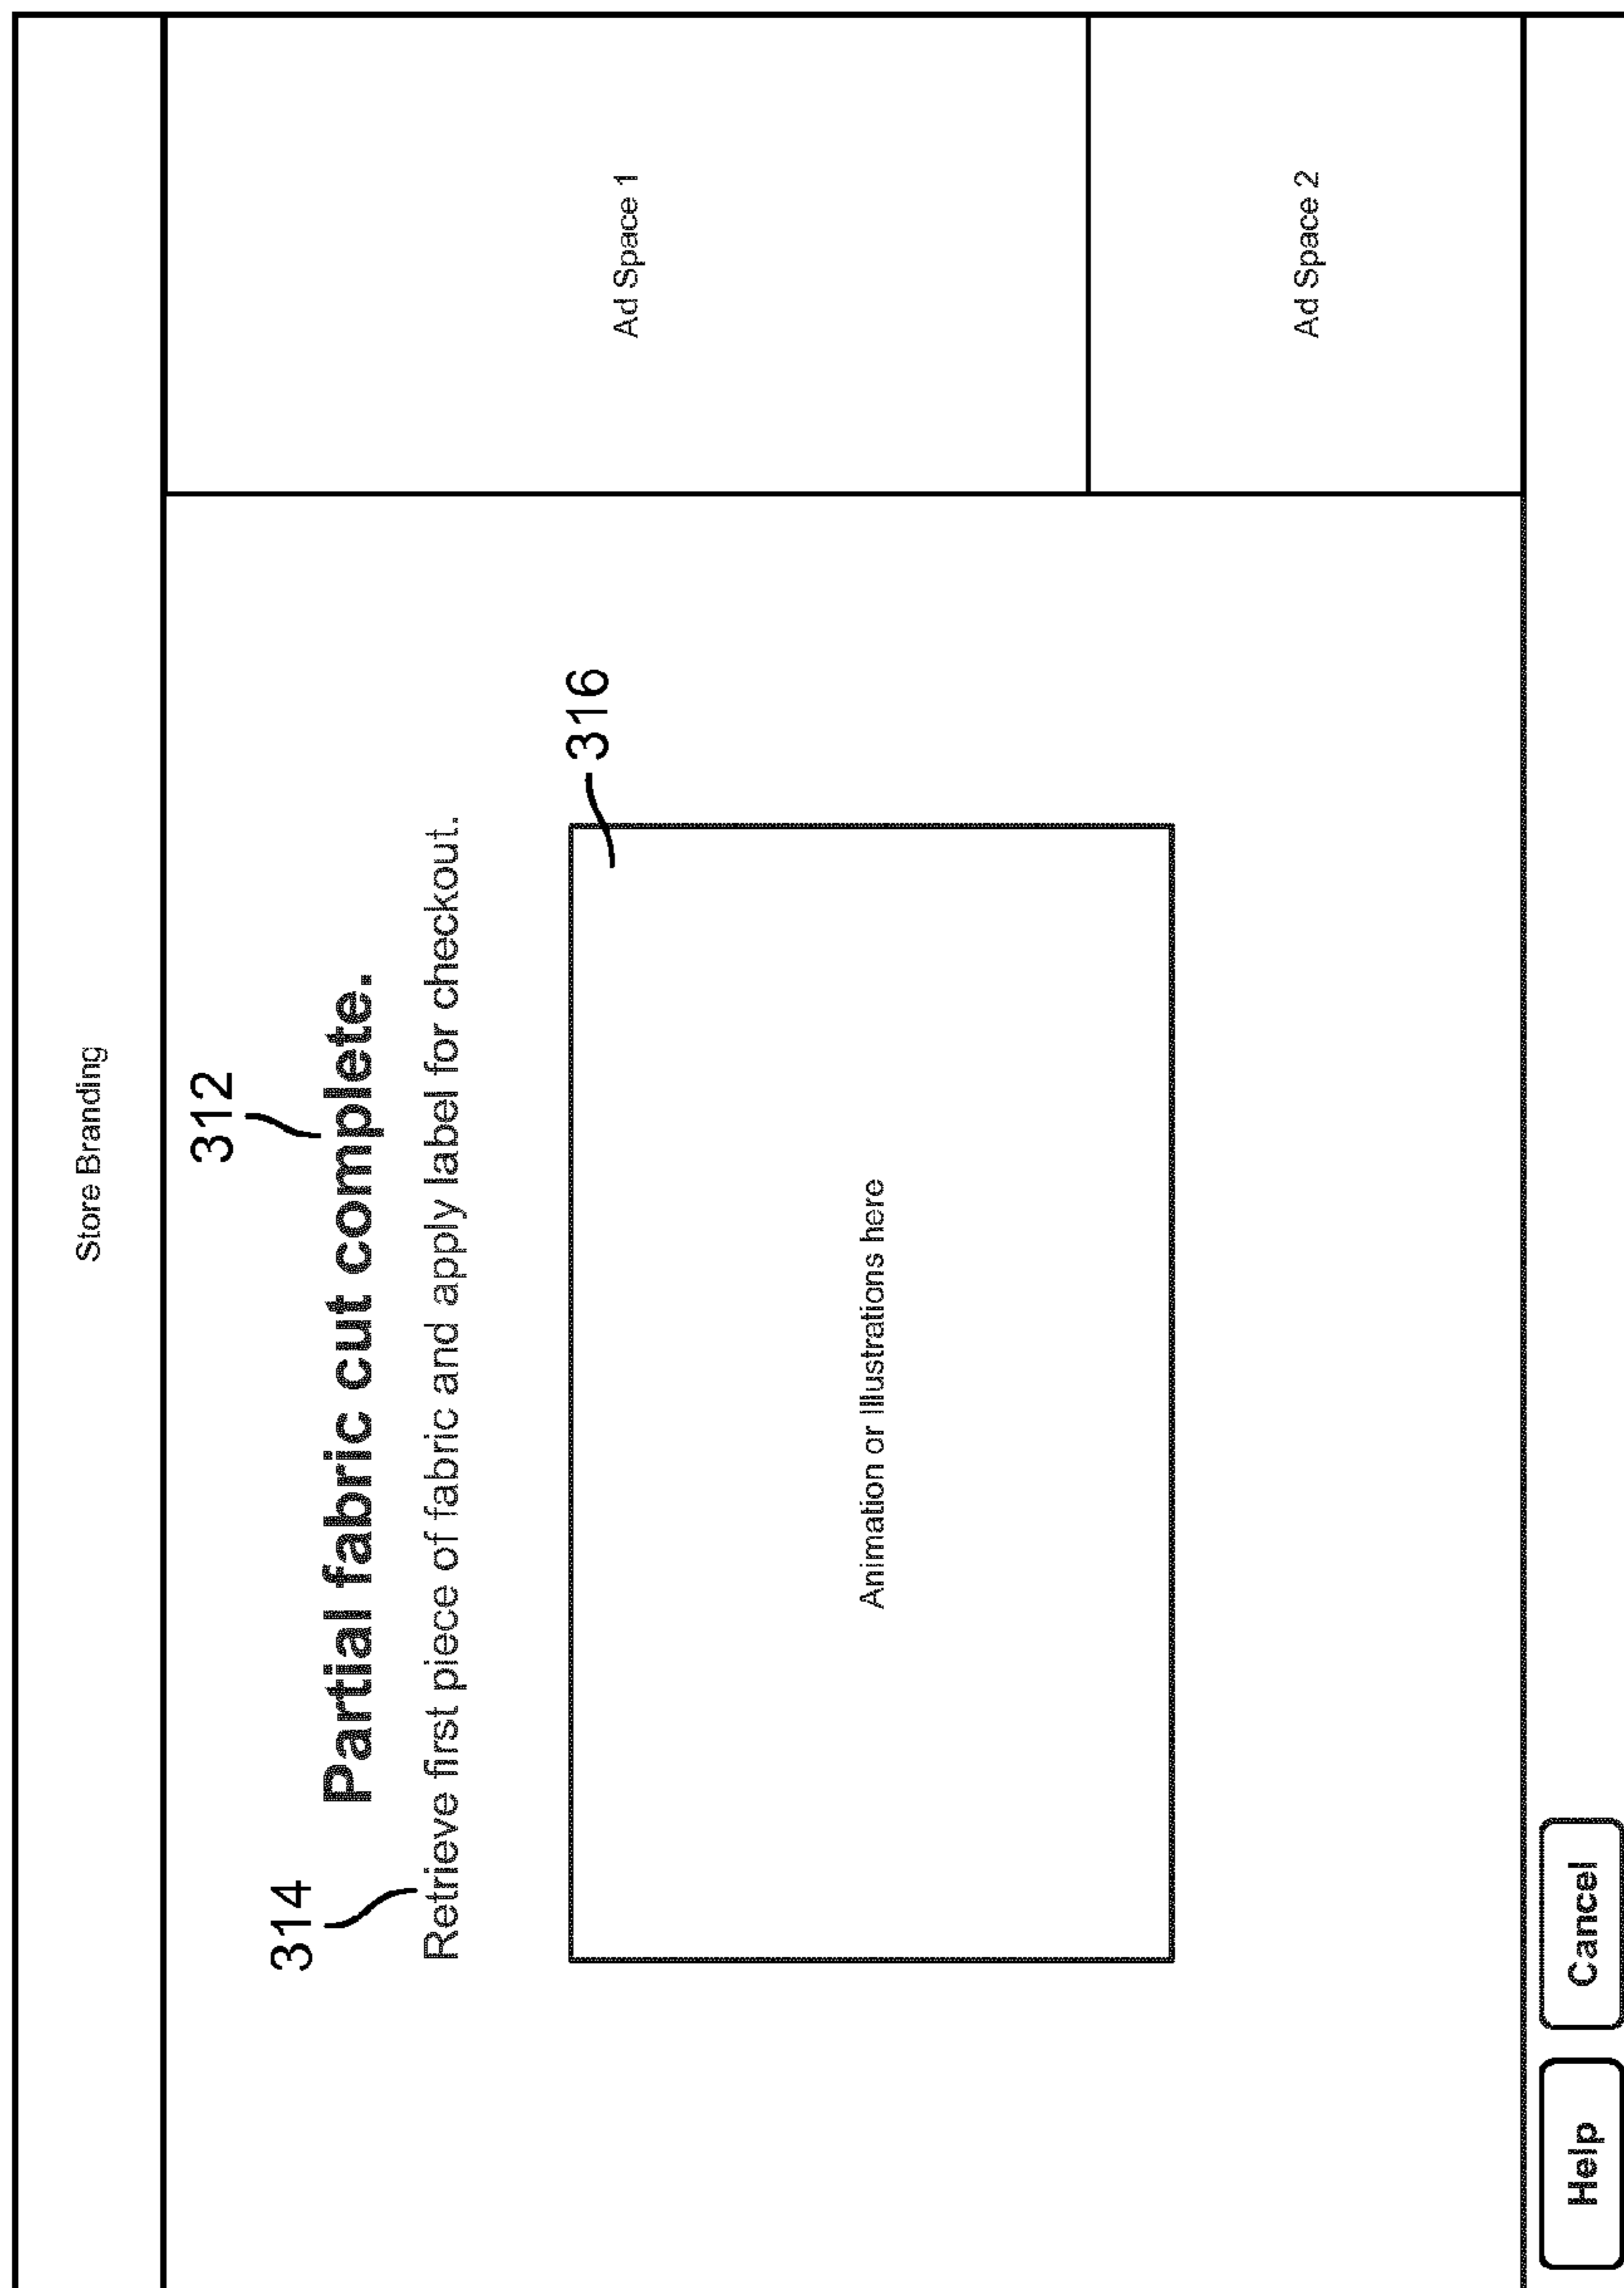 Store Branding
312
Partial fabric cut complete.
314
Retrieve first piece of fabric and apply label for checkout.
316
Animation or Illustrations here
Ad Space 1
Ad Space 2
Help
Cancel